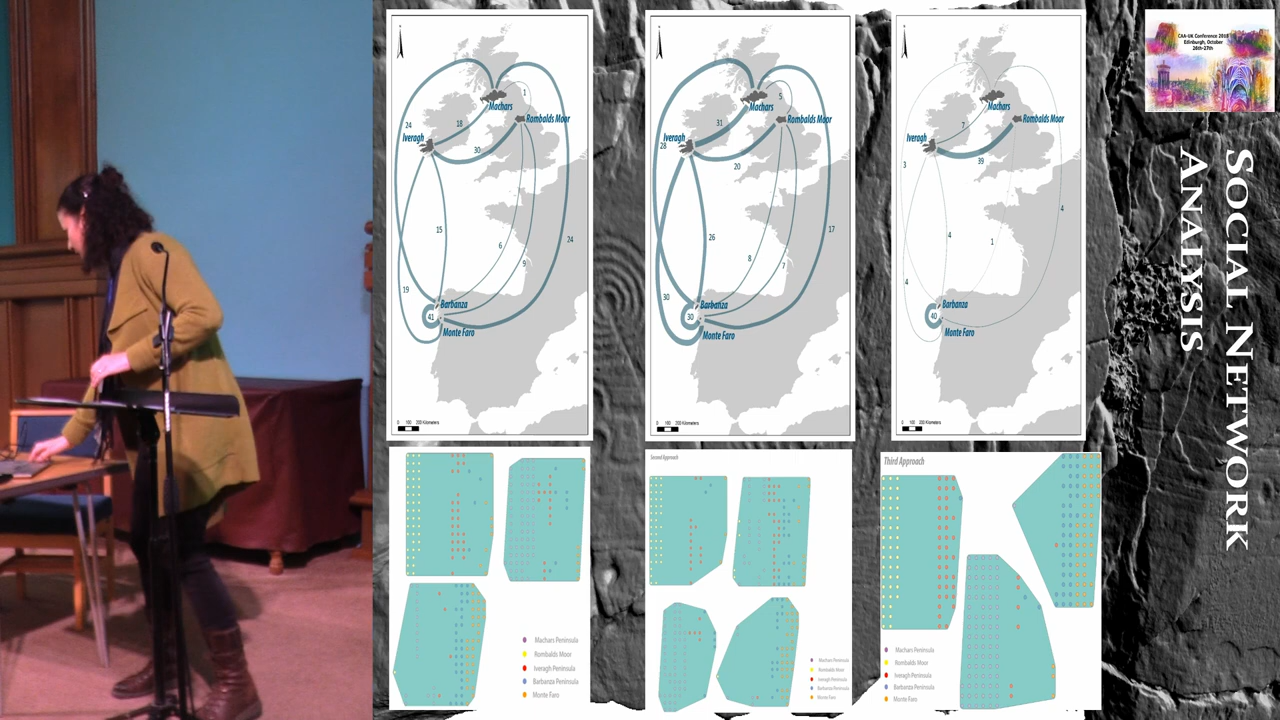 CAA-UK Conference 2018
Edinburgh, October
26th-27th
SOCIAL NETWORK
ANALYSIS
Machars
Rombalds Moor
Iveragh
Barbanza
Monte Faro
1
24
18
30
15
6
9
24
19
41
0 100 200 Kilometers
Machars
Rombalds Moor
Iveragh
Barbanza
Monte Faro
5
31
28
20
26
8
7
17
30
30
0 100 200 Kilometers
Machars
Rombalds Moor
Iveragh
Barbanza
Monte Faro
7
39
3
4
4
1
4
40
0 100 200 Kilometers
Machars Peninsula
Rombalds Moor
Iveragh Peninsula
Barbanza Peninsula
Monte Faro
Second Approach
Machars Peninsula
Rombalds Moor
Iveragh Peninsula
Barbanza Peninsula
Monte Faro
Third Approach
Machars Peninsula
Rombalds Moor
Iveragh Peninsula
Barbanza Peninsula
Monte Faro